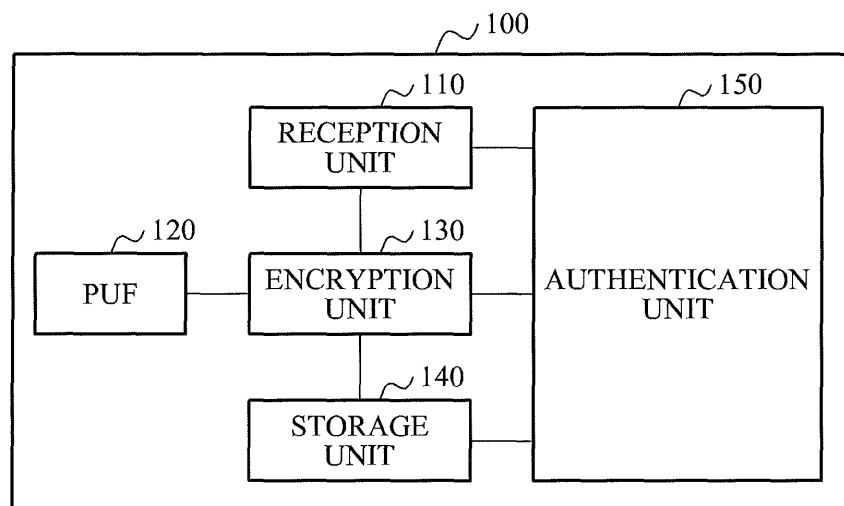 100
110
RECEPTION
UNIT
150
120
PUF
130
ENCRYPTION
UNIT
AUTHENTICATION
UNIT
140
STORAGE
UNIT